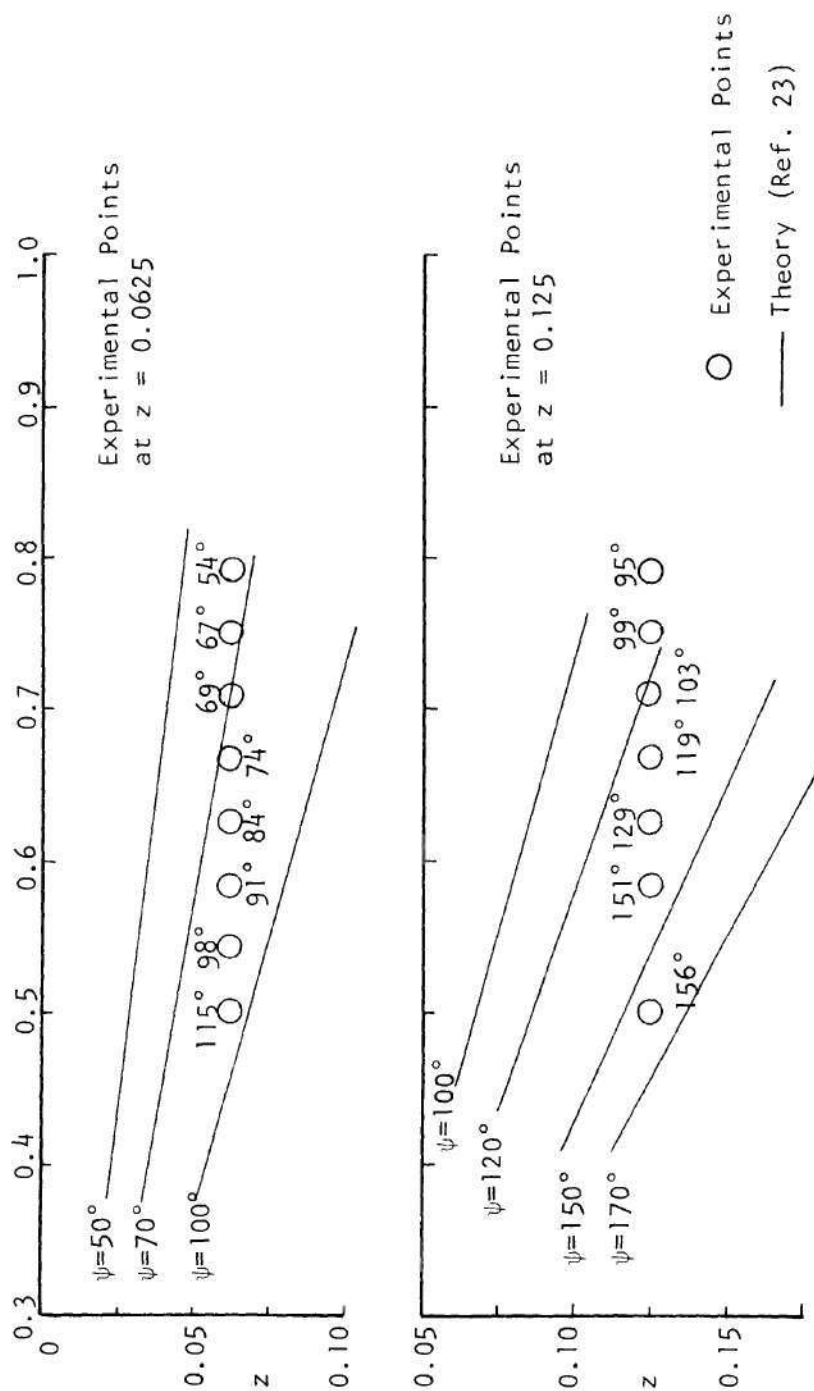 0.3 0.4 0.5 0.6 0.7 0.8 0.9 1.0
0
0.05
z
0.10
ψ=50°
ψ=70°
ψ=100°
115° 98° 91° 84° 74° 69° 67° 54°
Experimental Points
at z = 0.0625
0.05
0.10
z
0.15
ψ=100°
ψ=120°
ψ=150°
ψ=170°
156° 151° 129° 119° 103° 99° 95°
Experimental Points
at z = 0.125
Experimental Points
Theory (Ref. 23)